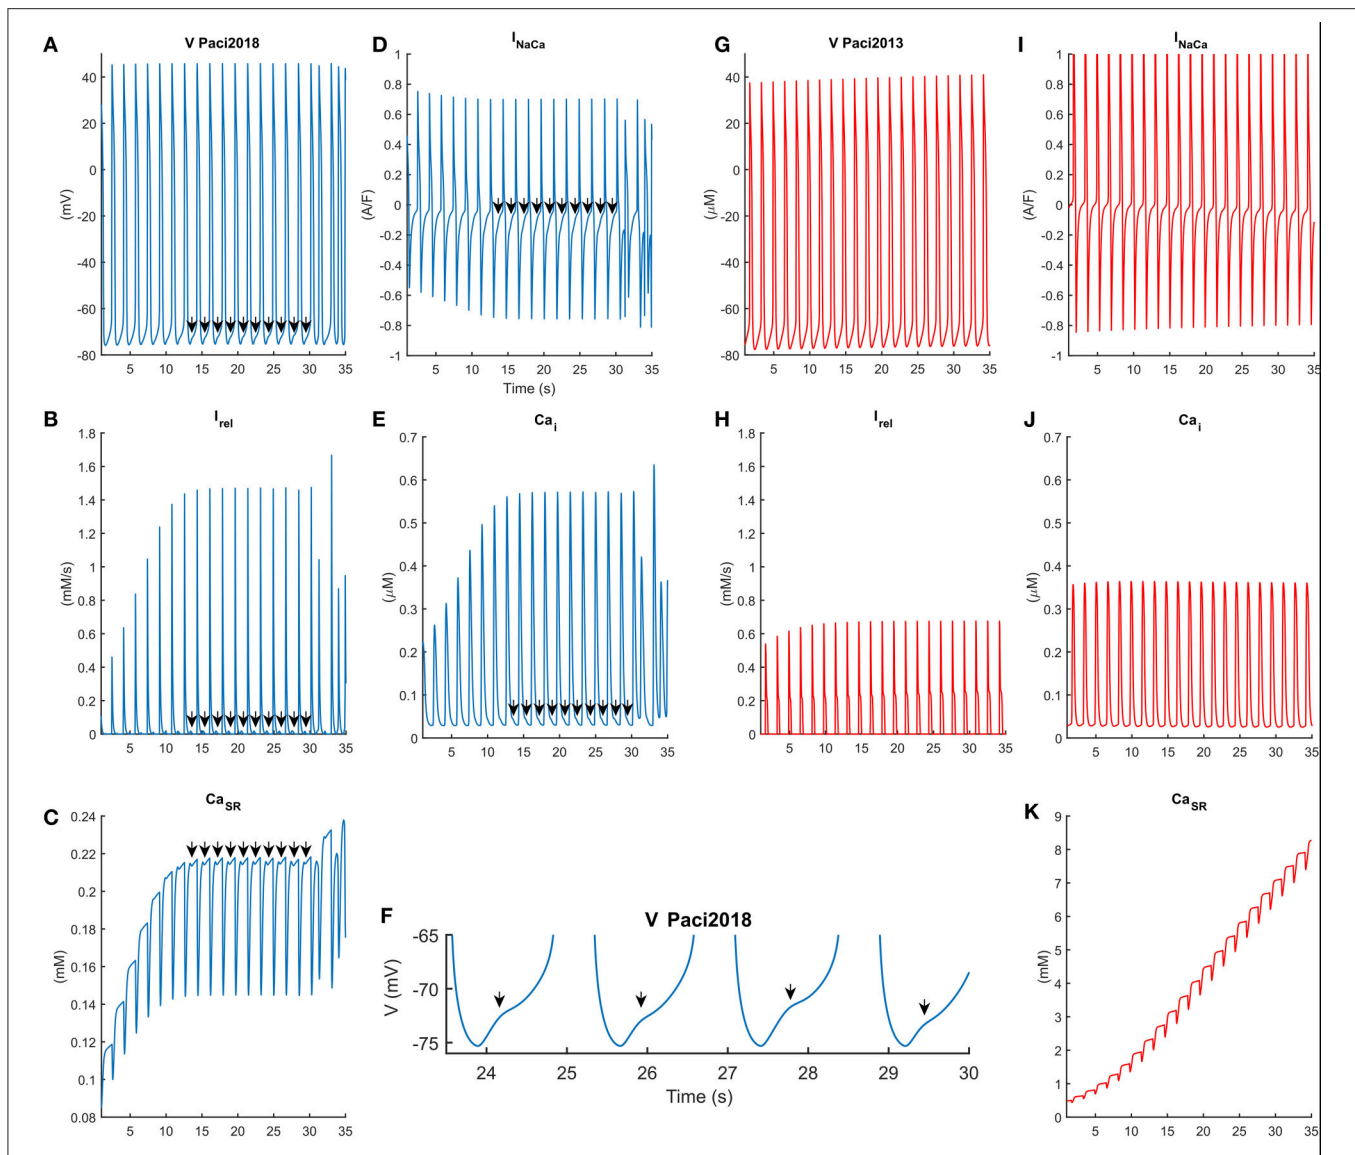 A
V Paci2018
40
20
0
-20
-40
-60
-80
(mV)
5 10 15 20 25 30 35
D
I NaCa
1
0.8
0.6
0.4
0.2
0
-0.2
-0.4
-0.6
-0.8
-1
(A/F)
5 10 15 20 25 30 35
Time (s)
G
V Paci2013
40
20
0
-20
-40
-60
-80
(μM)
5 10 15 20 25 30 35
I
I NaCa
1
0.8
0.6
0.4
0.2
0
-0.2
-0.4
-0.6
-0.8
-1
(A/F)
5 10 15 20 25 30 35
B
I rel
1.8
1.6
1.4
1.2
1
0.8
0.6
0.4
0.2
0
(mM/s)
5 10 15 20 25 30 35
E
Ca i
0.7
0.6
0.5
0.4
0.3
0.2
0.1
0
(μM)
5 10 15 20 25 30 35
H
I rel
1.8
1.6
1.4
1.2
1
0.8
0.6
0.4
0.2
0
(mM/s)
5 10 15 20 25 30 35
J
Ca i
0.7
0.6
0.5
0.4
0.3
0.2
0.1
0
(μM)
5 10 15 20 25 30 35
C
Ca SR
0.24
0.22
0.2
0.18
0.16
0.14
0.12
0.1
0.08
(mM)
5 10 15 20 25 30 35
F
V Paci2018
-65
-70
-75
V (mV)
24 25 26 27 28 29 30
Time (s)
K
Ca SR
9
8
7
6
5
4
3
2
1
0
(mM)
5 10 15 20 25 30 35